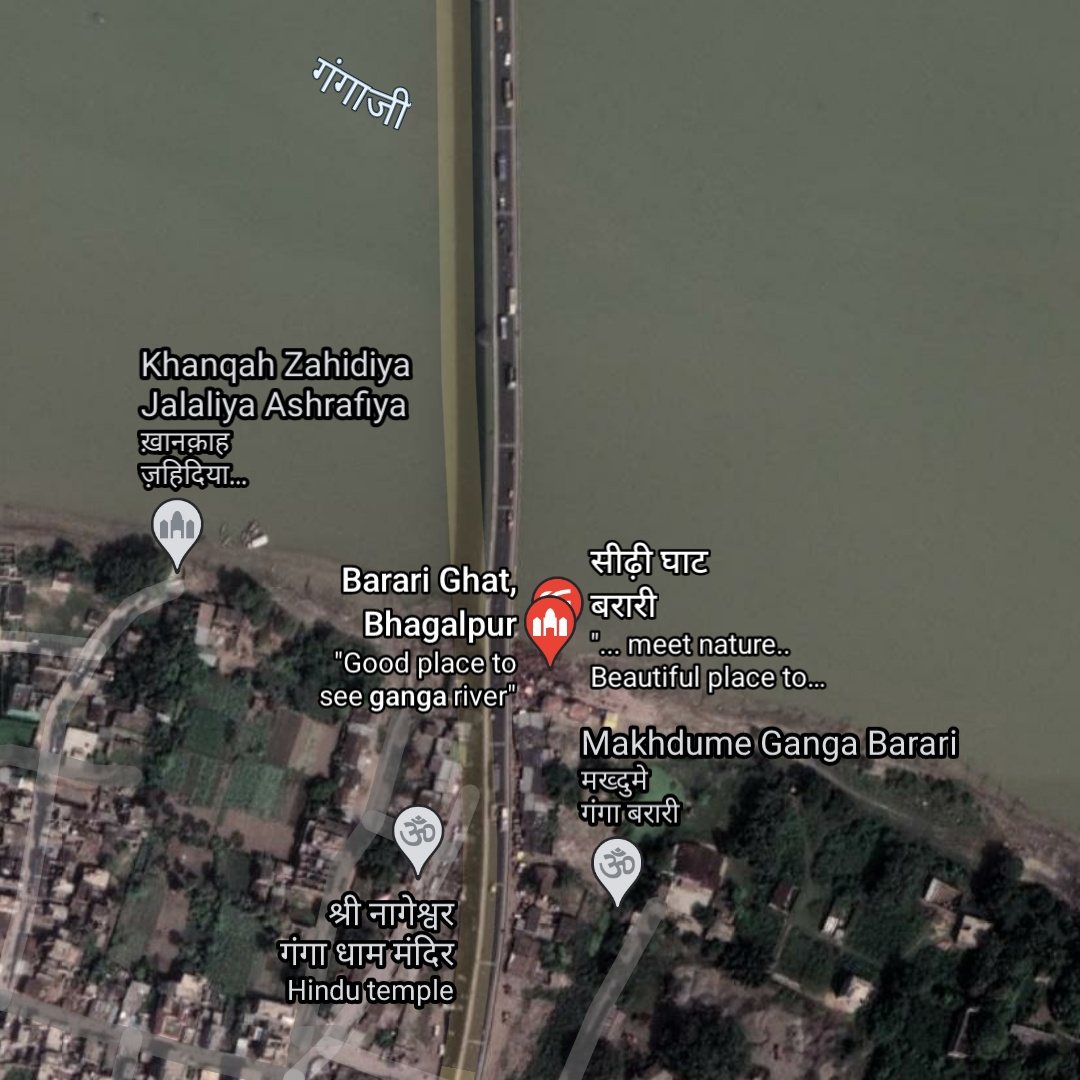 गंगाजी
Khanqah Zahidiya
Jalaliya Ashrafiya
ख़ानक़ाह
ज़हिदिया...
Barari Ghat,
Bhagalpur
"Good place to
see ganga river"
सीढ़ी घाट
बरारी
"... meet nature..
Beautiful place to...
Makhdume Ganga Barari
मख्दुमे
गंगा बरारी
श्री नागेश्वर
गंगा धाम मंदिर
Hindu temple